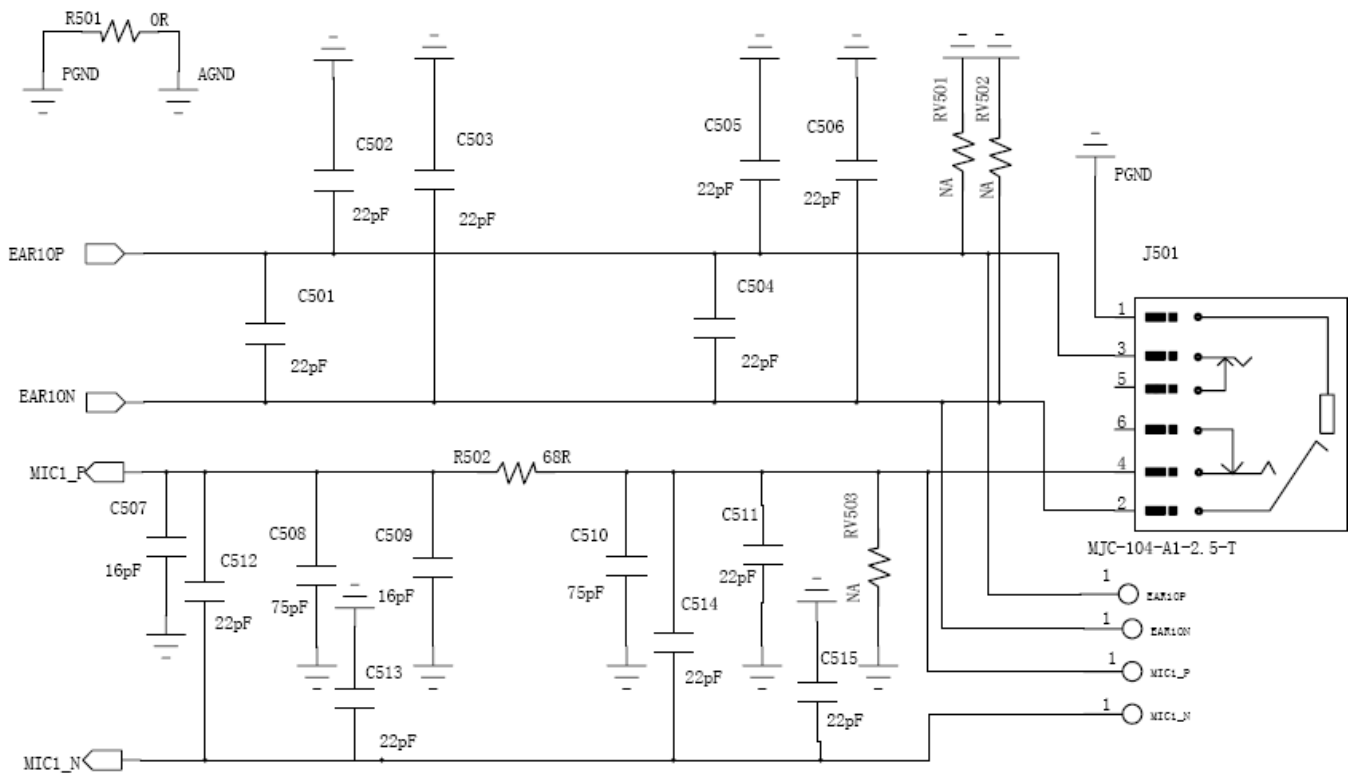 R501 0R
PGND AGND
C502 C503 C505 C506 RV501 RV502
22pF 22pF 22pF 22pF NA NA
PGND
EAR1OP
J501
C501 C504
22pF 22pF
1
3
5
6
4
2
EAR1ON
MIC1_P R502 68R
C507 C512 C508 C509 C510 C511 RV503
16pF 22pF 75pF 16pF 75pF 22pF NA
MJC-104-A1-2.5-T
C514 C513 C515
22pF 22pF 22pF
1 EAR1OP
1 EAR1ON
1 MIC1_P
1 MIC1_N
MIC1_N